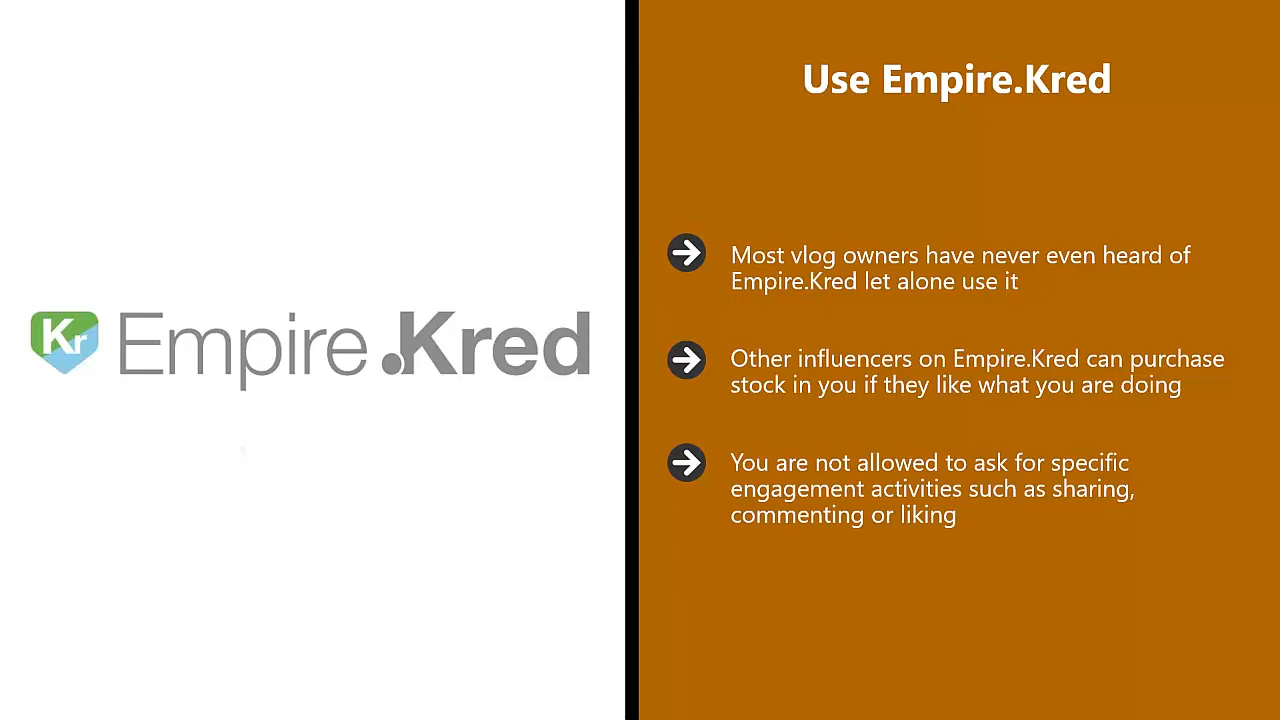 Kr Empire.Kred
Use Empire.Kred
Most vlog owners have never even heard of
Empire.Kred let alone use it
Other influencers on Empire.Kred can purchase
stock in you if they like what you are doing
You are not allowed to ask for specific
engagement activities such as sharing,
commenting or liking